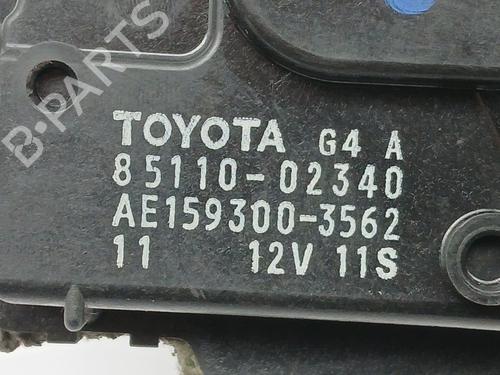 B-PARTS
TOYOTA G4 A
85110-02340
AE159300-3562
11 12V 11S